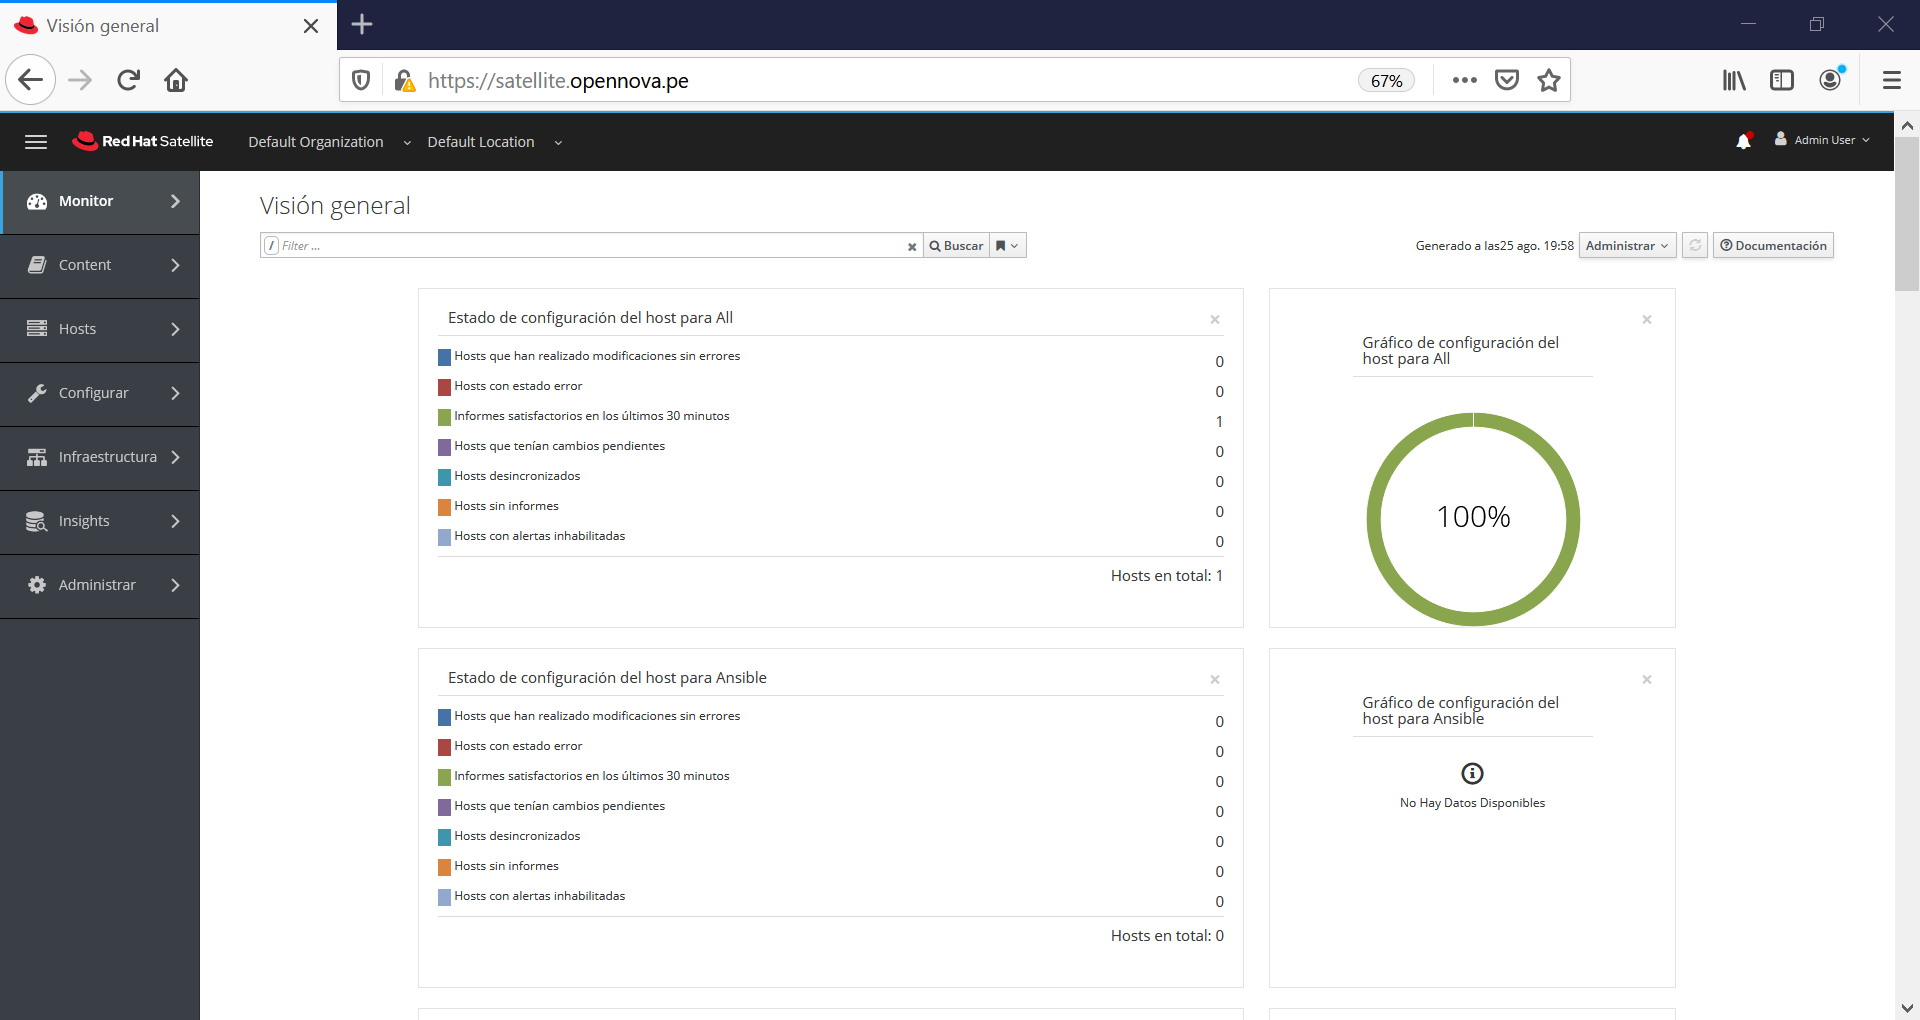 Visión general
https://satellite.opennova.pe
67%
Red Hat Satellite
Default Organization
Default Location
Admin User
Monitor
Content
Hosts
Configurar
Infraestructura
Insights
Administrar
Visión general
/ Filter ...
Buscar
Generado a las25 ago. 19:58
Administrar
Documentación
Estado de configuración del host para All
Hosts que han realizado modificaciones sin errores 0
Hosts con estado error 0
Informes satisfactorios en los últimos 30 minutos 1
Hosts que tenían cambios pendientes 0
Hosts desincronizados 0
Hosts sin informes 0
Hosts con alertas inhabilitadas 0
Hosts en total: 1
Gráfico de configuración del
host para All
100%
Estado de configuración del host para Ansible
Hosts que han realizado modificaciones sin errores 0
Hosts con estado error 0
Informes satisfactorios en los últimos 30 minutos 0
Hosts que tenían cambios pendientes 0
Hosts desincronizados 0
Hosts sin informes 0
Hosts con alertas inhabilitadas 0
Hosts en total: 0
Gráfico de configuración del
host para Ansible
No Hay Datos Disponibles